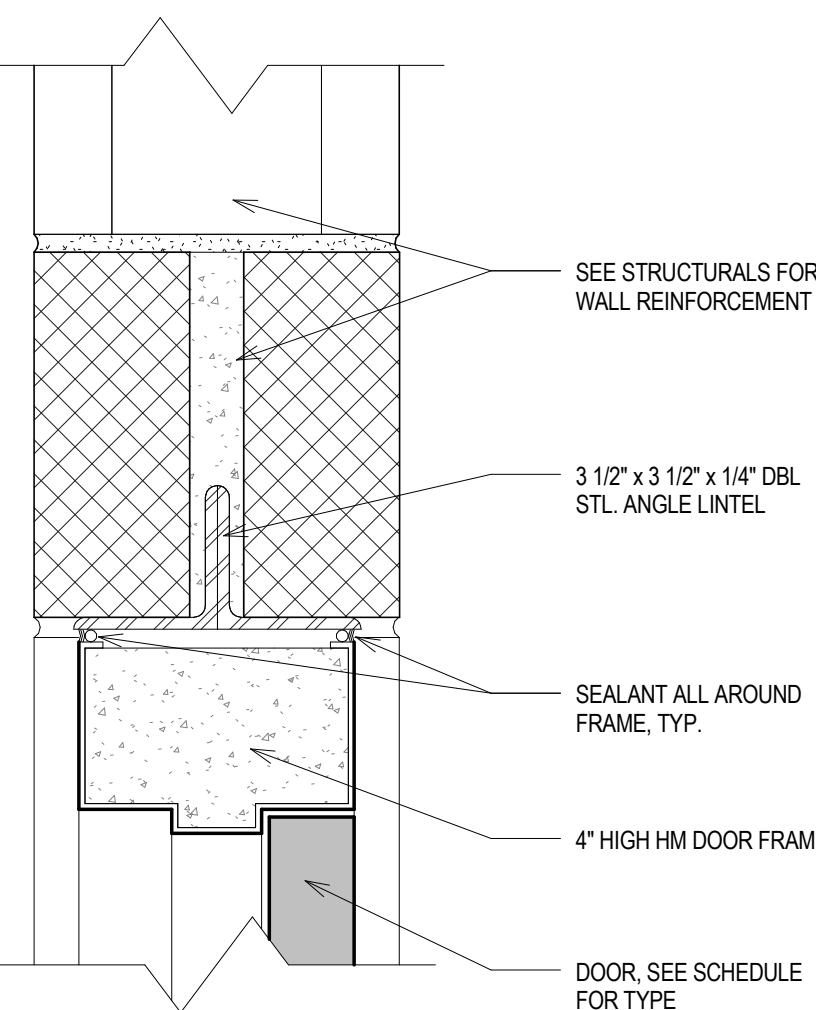 SEE STRUCTURALS FOR
WALL REINFORCEMENT
3 1/2" x 3 1/2" x 1/4" DBL
STL. ANGLE LINTEL
SEALANT ALL AROUND
FRAME, TYP.
4" HIGH HM DOOR FRAM
DOOR, SEE SCHEDULE
FOR TYPE